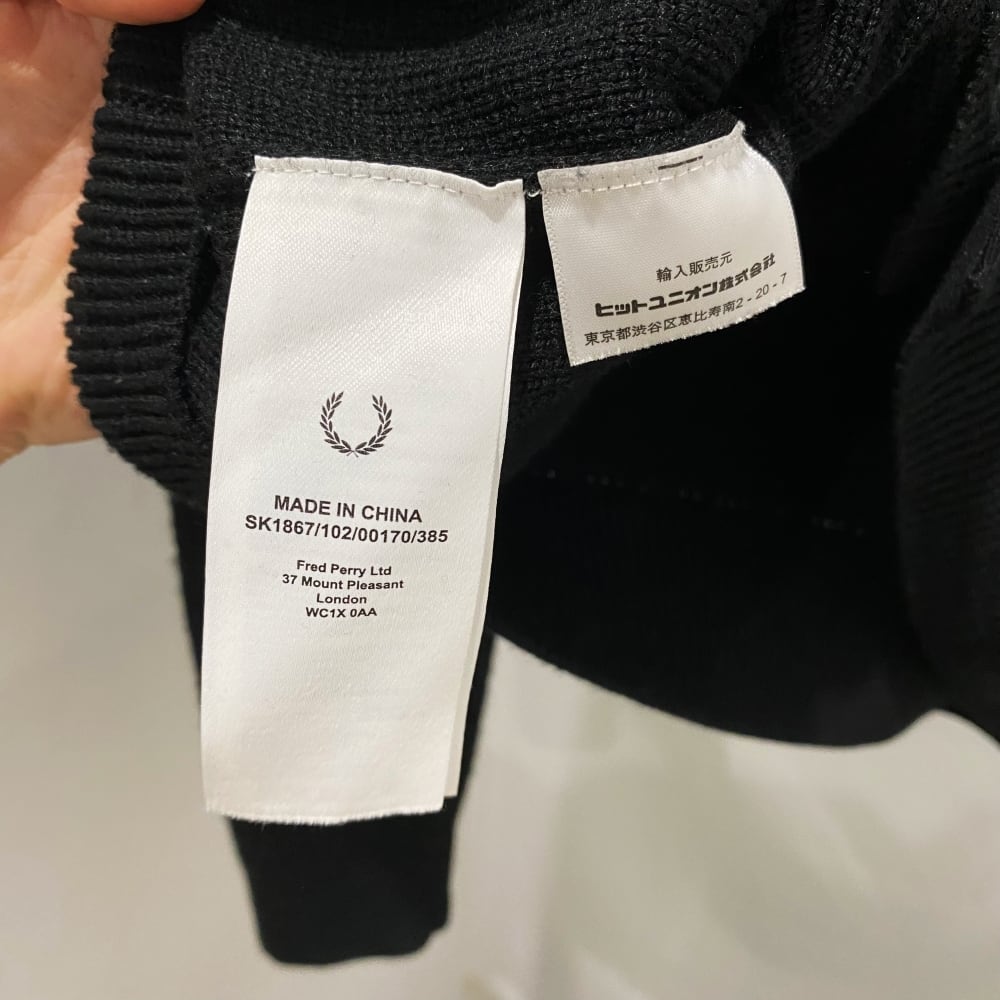 MADE IN CHINA
SK1867/102/00170/385
Fred Perry Ltd
37 Mount Pleasant
London
WC1X 0AA
輸入販売元
ヒットユニオン株式会社
東京都渋谷区恵比寿南2-20-7